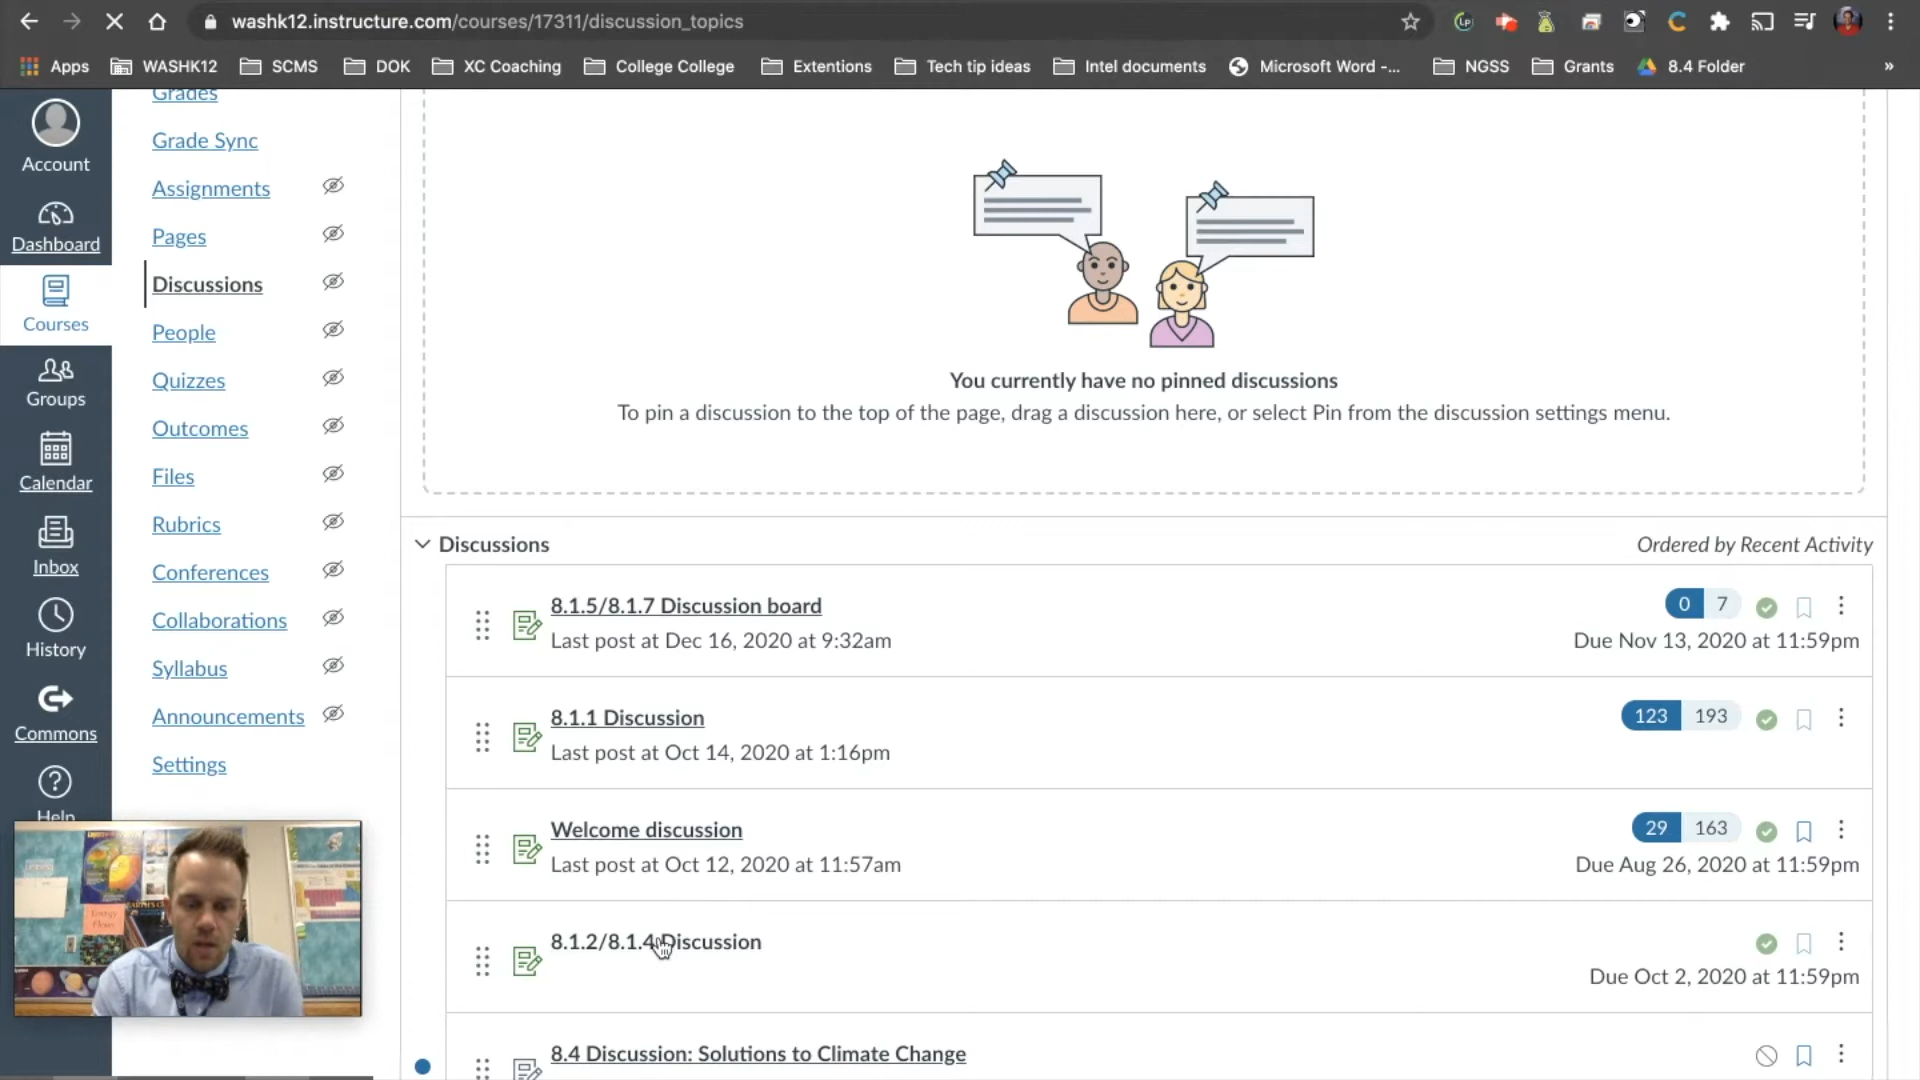 washk12.instructure.com/courses/17311/discussion_topics
Apps WASHK12 SCMS DOK XC Coaching College College Extentions Tech tip ideas Intel documents Microsoft Word -... NGSS Grants 8.4 Folder »
Account
Dashboard
Courses
Groups
Calendar
Inbox
History
Commons
Help
Grades
Grade Sync
Assignments
Pages
Discussions
People
Quizzes
Outcomes
Files
Rubrics
Conferences
Collaborations
Syllabus
Announcements
Settings
You currently have no pinned discussions
To pin a discussion to the top of the page, drag a discussion here, or select Pin from the discussion settings menu.
Discussions Ordered by Recent Activity
8.1.5/8.1.7 Discussion board 0 7
Last post at Dec 16, 2020 at 9:32am Due Nov 13, 2020 at 11:59pm
8.1.1 Discussion 123 193
Last post at Oct 14, 2020 at 1:16pm
Welcome discussion 29 163
Last post at Oct 12, 2020 at 11:57am Due Aug 26, 2020 at 11:59pm
8.1.2/8.1.4 Discussion
Due Oct 2, 2020 at 11:59pm
8.4 Discussion: Solutions to Climate Change